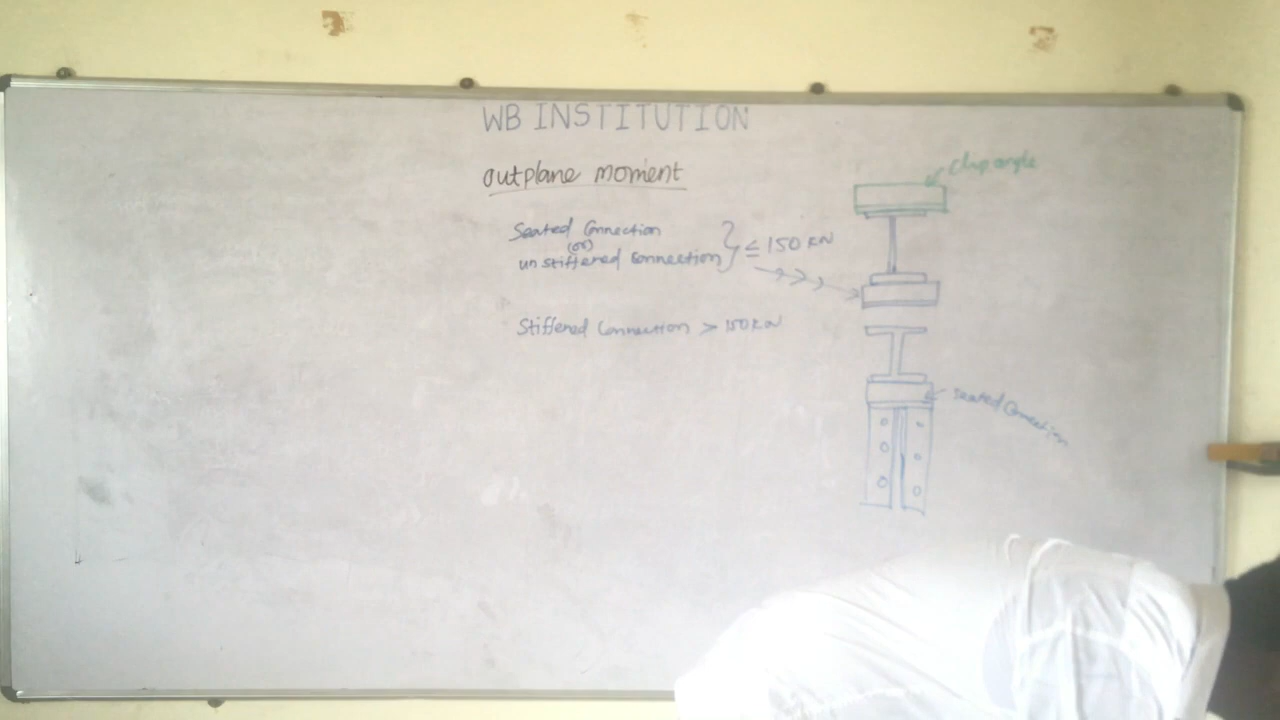 WB INSTITUTION
outplane moment
clip angle
Seated Connection
(or)
unstiffened Connection
≤ 150 KN
Stiffened Connection > 150 KN
seated Connection